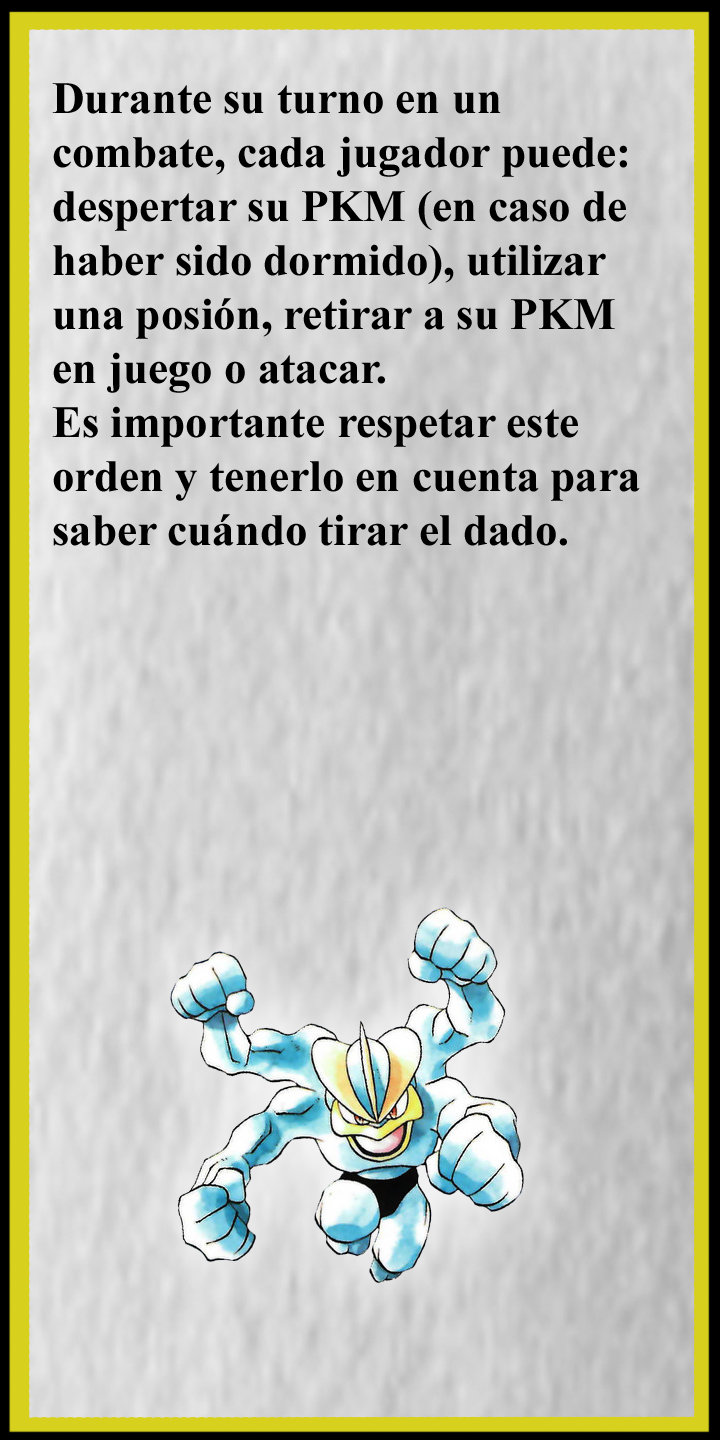 Durante su turno en un
combate, cada jugador puede:
despertar su PKM (en caso de
haber sido dormido), utilizar
una posión, retirar a su PKM
en juego o atacar.
Es importante respetar este
orden y tenerlo en cuenta para
saber cuándo tirar el dado.